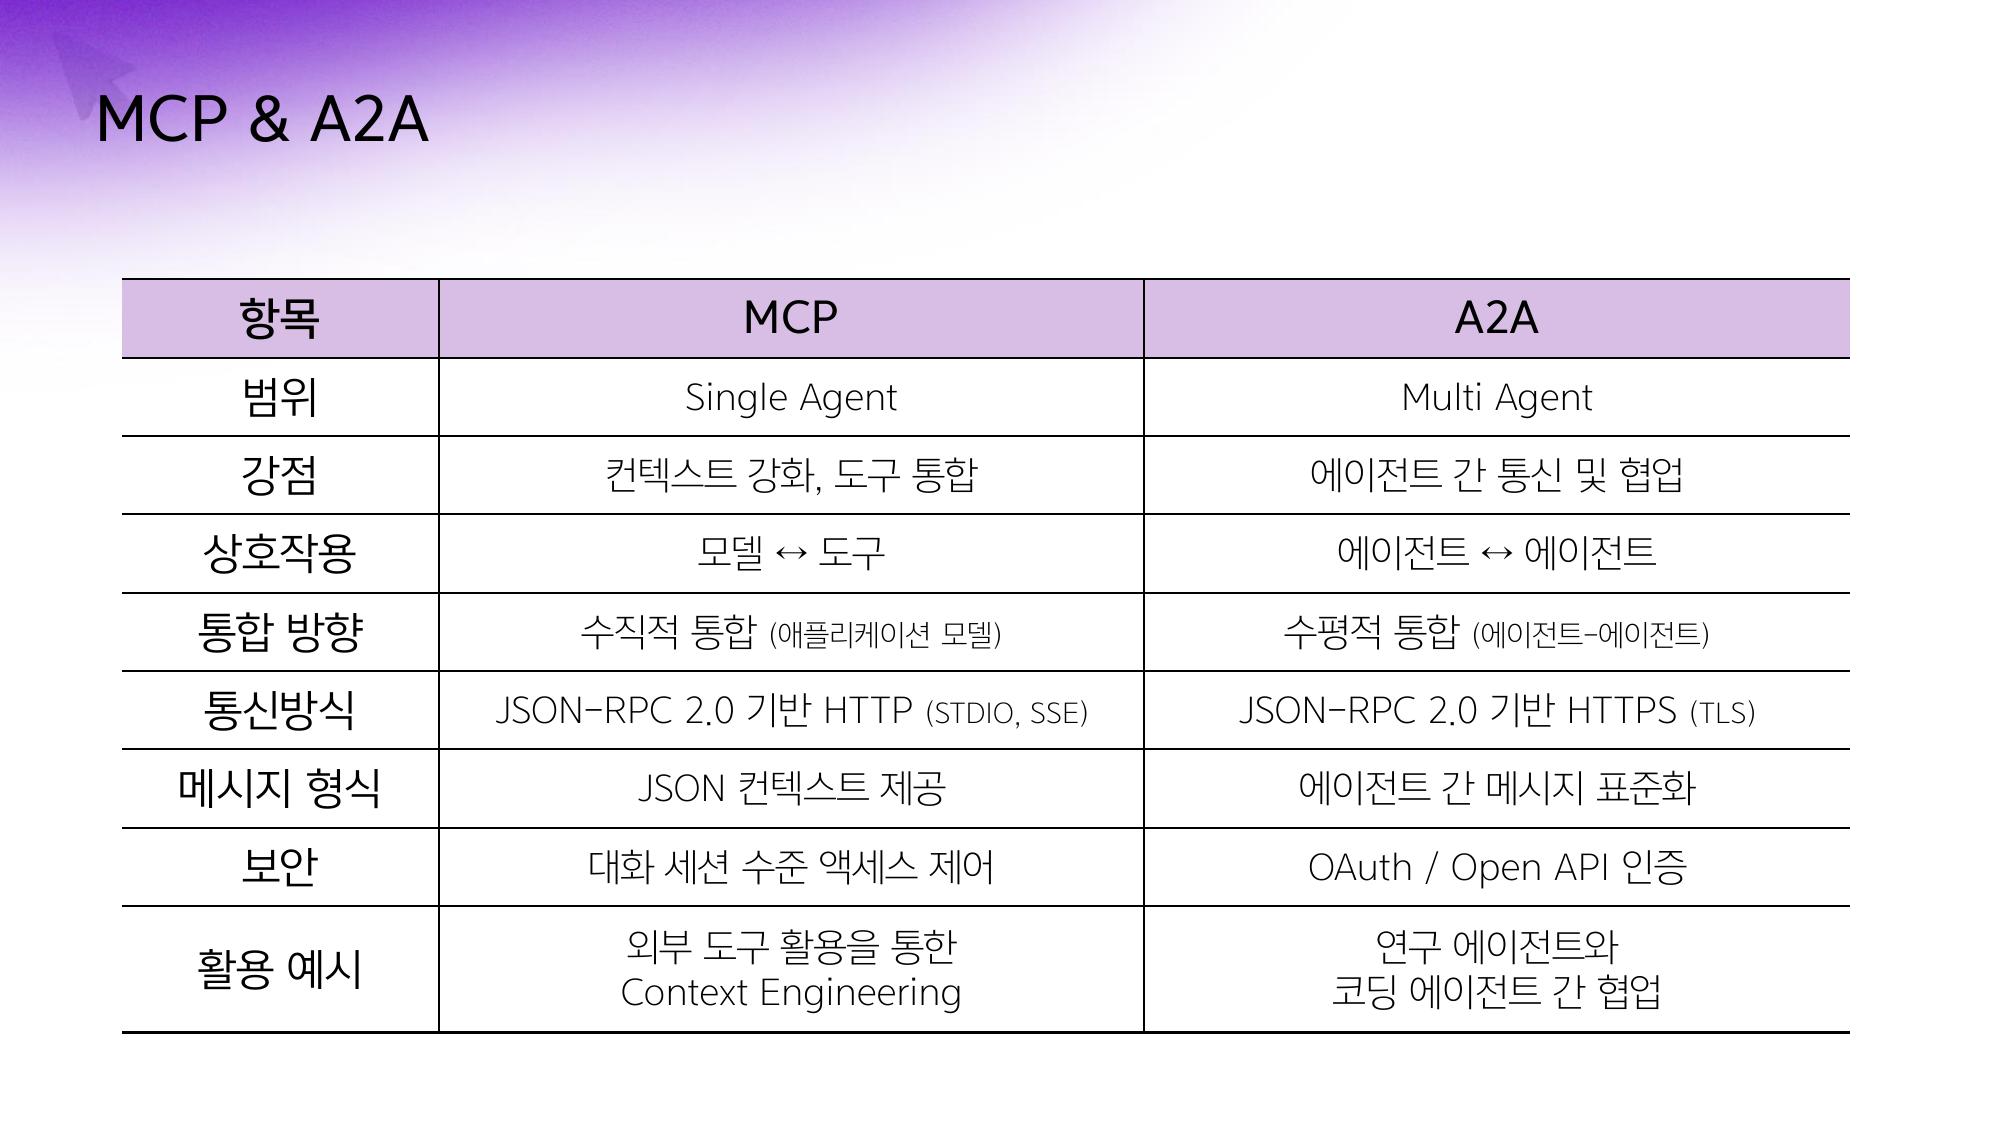 MCP & A2A
항목 MCP A2A
범위 Single Agent Multi Agent
강점 컨텍스트 강화, 도구 통합 에이전트 간 통신 및 협업
상호작용 모델 ↔ 도구 에이전트 ↔ 에이전트
통합 방향 수직적 통합 (애플리케이션 모델) 수평적 통합 (에이전트-에이전트)
통신방식 JSON-RPC 2.0 기반 HTTP (STDIO, SSE) JSON-RPC 2.0 기반 HTTPS (TLS)
메시지 형식 JSON 컨텍스트 제공 에이전트 간 메시지 표준화
보안 대화 세션 수준 액세스 제어 OAuth / Open API 인증
활용 예시
외부 도구 활용을 통한
Context Engineering
연구 에이전트와
코딩 에이전트 간 협업